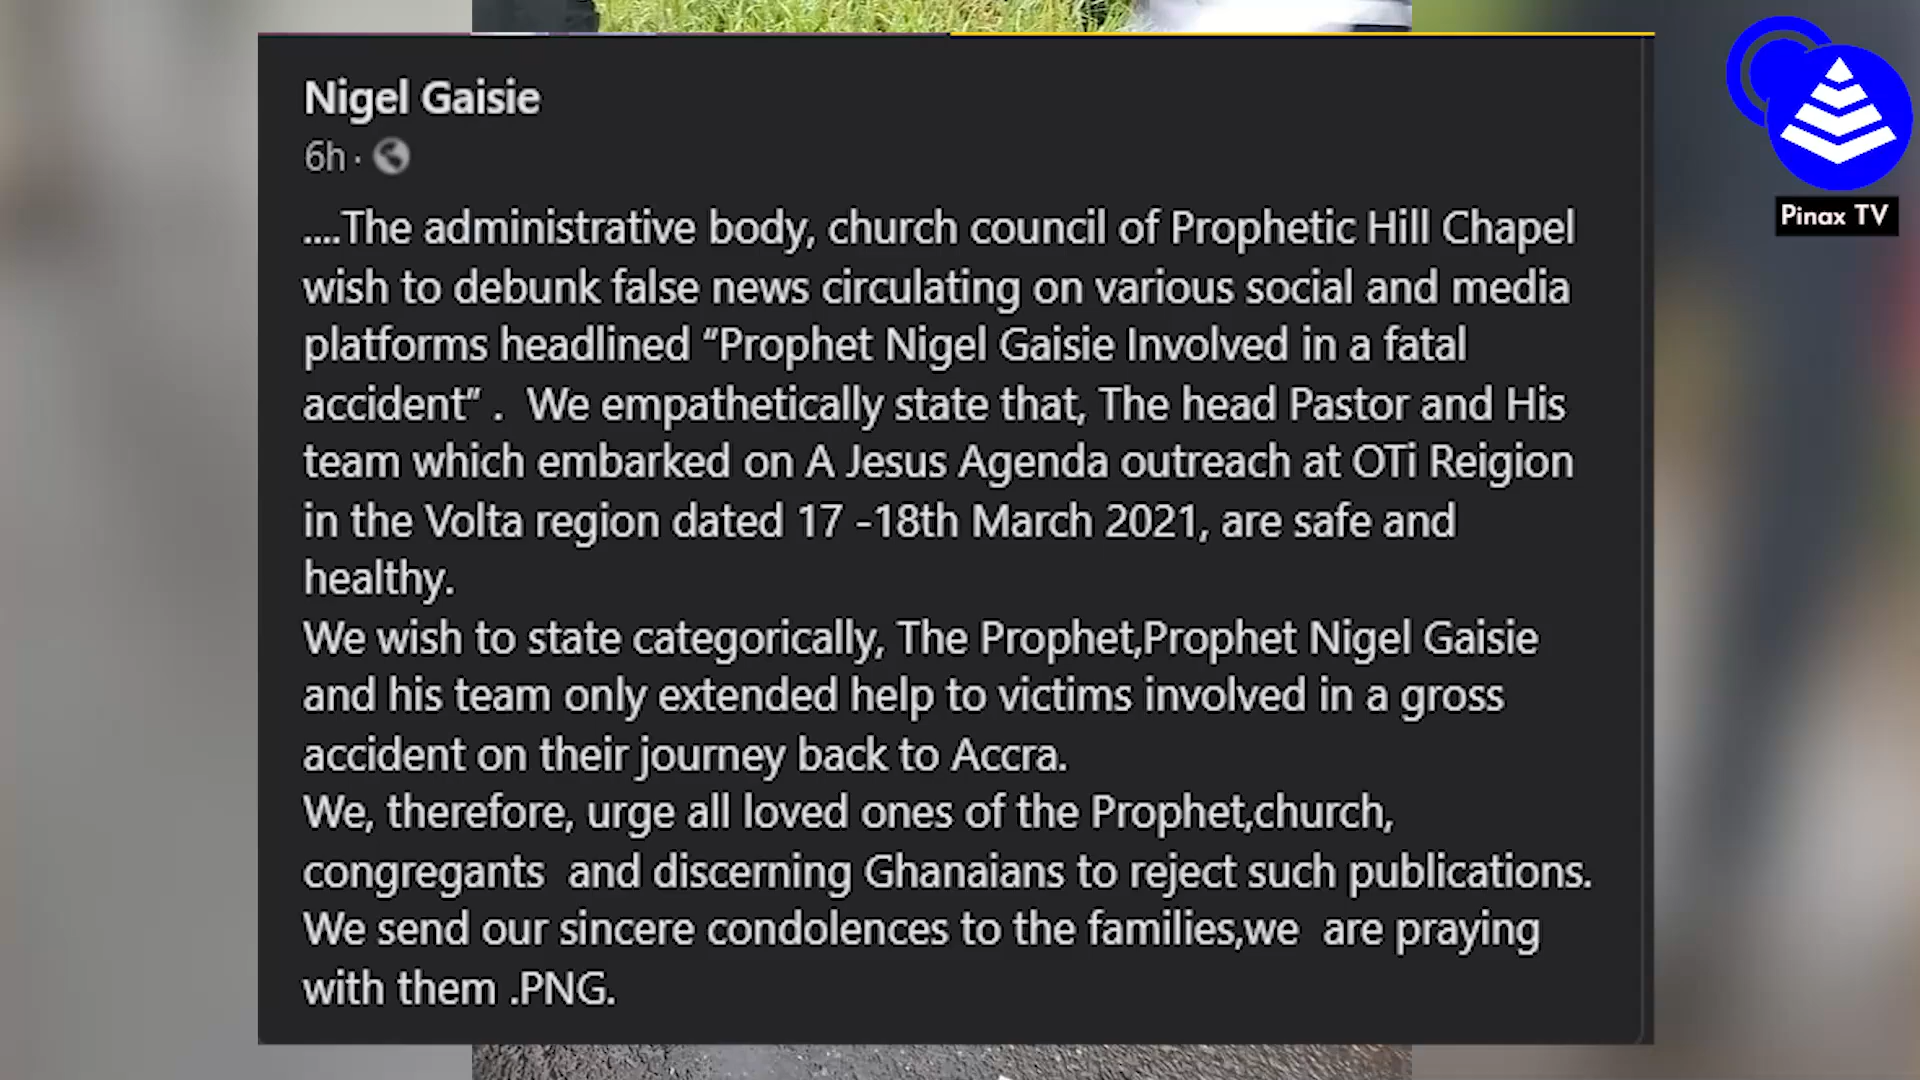 Nigel Gaisie
6h ·
....The administrative body, church council of Prophetic Hill Chapel
wish to debunk false news circulating on various social and media
platforms headlined “Prophet Nigel Gaisie Involved in a fatal
accident” .  We empathetically state that, The head Pastor and His
team which embarked on A Jesus Agenda outreach at OTi Reigion
in the Volta region dated 17 -18th March 2021, are safe and
healthy.
We wish to state categorically, The Prophet,Prophet Nigel Gaisie
and his team only extended help to victims involved in a gross
accident on their journey back to Accra.
We, therefore, urge all loved ones of the Prophet,church,
congregants  and discerning Ghanaians to reject such publications.
We send our sincere condolences to the families,we  are praying
with them .PNG.
Pinax TV